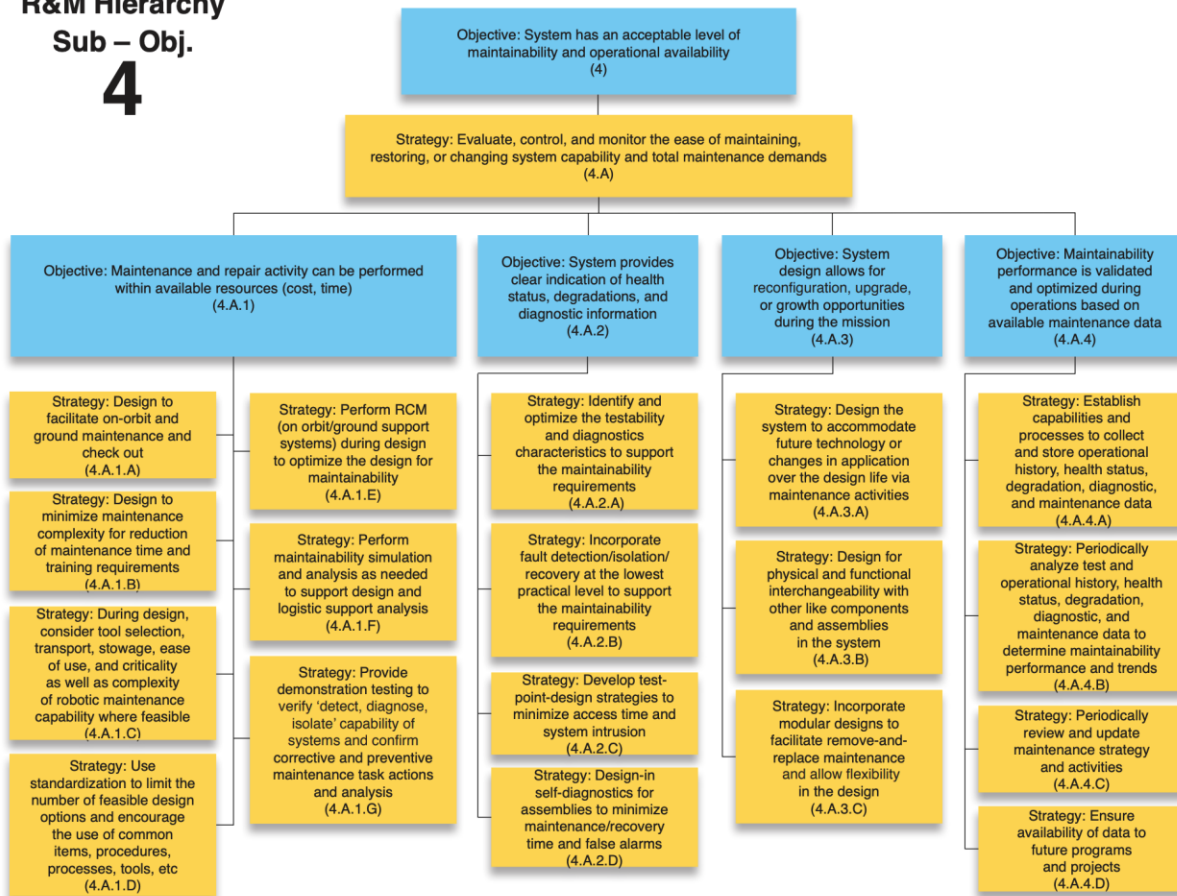 R&M Hierarchy
Sub – Obj.
4
Objective: System has an acceptable level of
maintainability and operational availability
(4)
Strategy: Evaluate, control, and monitor the ease of maintaining,
restoring, or changing system capability and total maintenance demands
(4.A)
Objective: Maintenance and repair activity can be performed
within available resources (cost, time)
(4.A.1)
Strategy: Design to
facilitate on-orbit and
ground maintenance and
check out
(4.A.1.A)
Strategy: Design to
minimize maintenance
complexity for reduction
of maintenance time and
training requirements
(4.A.1.B)
Strategy: During design,
consider tool selection,
transport, stowage, ease
of use, and criticality
as well as complexity
of robotic maintenance
capability where feasible
(4.A.1.C)
Strategy: Use
standardization to limit the
number of feasible design
options and encourage
the use of common
items, procedures,
processes, tools, etc
(4.A.1.D)
Strategy: Perform RCM
(on orbit/ground support
systems) during design
to optimize the design for
maintainability
(4.A.1.E)
Strategy: Perform
maintainability simulation
and analysis as needed
to support design and
logistic support analysis
(4.A.1.F)
Strategy: Provide
demonstration testing to
verify ‘detect, diagnose,
isolate’ capability of
systems and confirm
corrective and preventive
maintenance task actions
and analysis
(4.A.1.G)
Objective: System provides
clear indication of health
status, degradations, and
diagnostic information
(4.A.2)
Strategy: Identify and
optimize the testability
and diagnostics
characteristics to support
the maintainability
requirements
(4.A.2.A)
Strategy: Incorporate
fault detection/isolation/
recovery at the lowest
practical level to support
the maintainability
requirements
(4.A.2.B)
Strategy: Develop test-
point-design strategies to
minimize access time and
system intrusion
(4.A.2.C)
Strategy: Design-in
self-diagnostics for
assemblies to minimize
maintenance/recovery
time and false alarms
(4.A.2.D)
Objective: System
design allows for
reconfiguration, upgrade,
or growth opportunities
during the mission
(4.A.3)
Strategy: Design the
system to accommodate
future technology or
changes in application
over the design life via
maintenance activities
(4.A.3.A)
Strategy: Design for
physical and functional
interchangeability with
other like components
and assemblies
in the system
(4.A.3.B)
Strategy: Incorporate
modular designs to
facilitate remove-and-
replace maintenance
and allow flexibility
in the design
(4.A.3.C)
Objective: Maintainability
performance is validated
and optimized during
operations based on
available maintenance data
(4.A.4)
Strategy: Establish
capabilities and
processes to collect
and store operational
history, health status,
degradation, diagnostic,
and maintenance data
(4.A.4.A)
Strategy: Periodically
analyze test and
operational history, health
status, degradation,
diagnostic, and
maintenance data to
determine maintainability
performance and trends
(4.A.4.B)
Strategy: Periodically
review and update
maintenance strategy
and activities
(4.A.4.C)
Strategy: Ensure
availability of data to
future programs
and projects
(4.A.4.D)